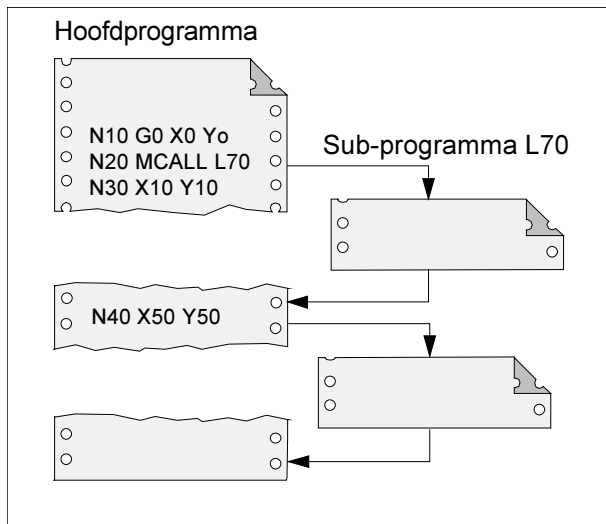 Hoofdprogramma
N10 G0 X0 Yo
N20 MCALL L70
N30 X10 Y10
Sub-programma L70
N40 X50 Y50